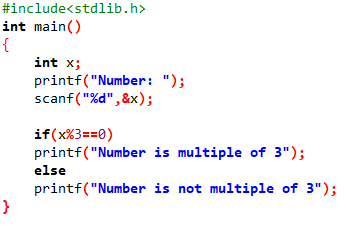 #include<stdlib.h>
int main()
{
int x;
printf("Number: ");
scanf("%d",&x);
if(x%3==0)
printf("Number is multiple of 3");
else
printf("Number is not multiple of 3");
}